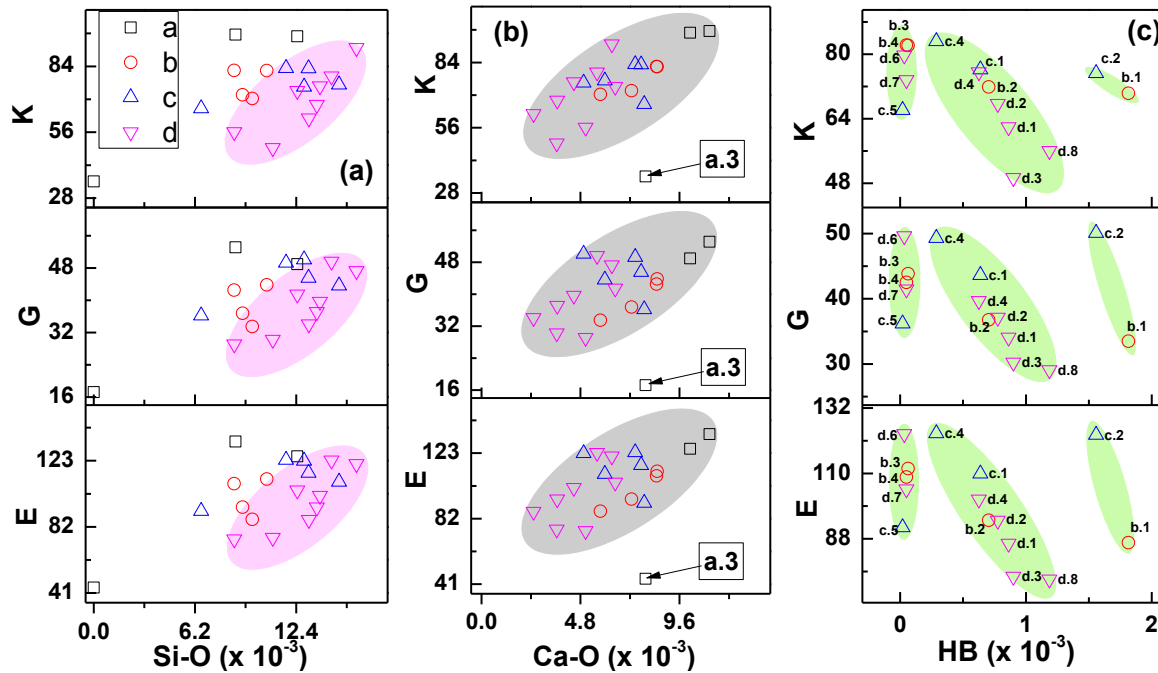 a
b
c
d
(a)
K
84
56
28
G
48
32
16
E
123
82
41
0.0 6.2 12.4
Si-O (x 10⁻³)
(b)
K
84
56
28
a.3
G
48
32
16
a.3
E
123
82
41
a.3
0.0 4.8 9.6
Ca-O (x 10⁻³)
(c)
K
80
64
48
b.3
b.4
d.6
d.7
c.5
c.4
c.1
d.4
b.2
d.2
d.1
d.8
d.3
c.2
b.1
G
50
40
30
d.6
b.3
b.4
d.7
c.5
c.4
c.1
d.4
d.2
b.2
d.1
d.3
d.8
c.2
b.1
E
132
110
88
d.6
b.3
b.4
d.7
c.5
c.4
c.1
d.4
d.2
b.2
d.1
d.3
d.8
c.2
b.1
0 1 2
HB (x 10⁻³)